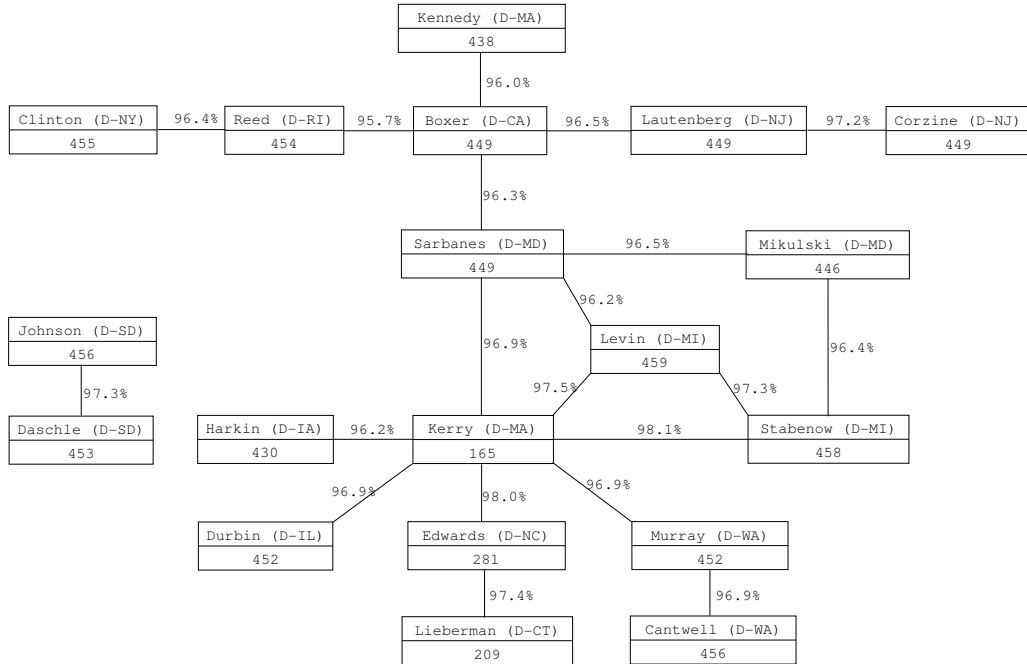 Kennedy (D-MA)
438
96.0%
Clinton (D-NY)
455
96.4%
Reed (D-RI)
454
95.7%
Boxer (D-CA)
449
96.5%
Lautenberg (D-NJ)
449
97.2%
Corzine (D-NJ)
449
96.3%
Sarbanes (D-MD)
449
96.5%
Mikulski (D-MD)
446
96.2%
Johnson (D-SD)
456
96.9%
Levin (D-MI)
459
96.4%
97.3%
97.5%
97.3%
Daschle (D-SD)
453
Harkin (D-IA)
430
96.2%
Kerry (D-MA)
165
98.1%
Stabenow (D-MI)
458
96.9%
98.0%
96.9%
Durbin (D-IL)
452
Edwards (D-NC)
281
Murray (D-WA)
452
97.4%
96.9%
Lieberman (D-CT)
209
Cantwell (D-WA)
456